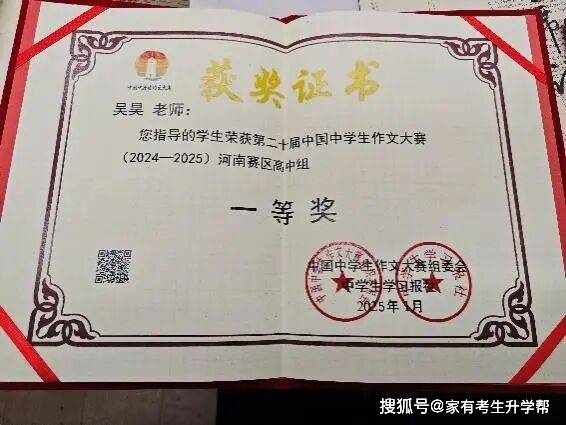 获奖证书
吴昊 老师：
您指导的学生荣获第二十届中国中学生作文大赛
（2024—2025）河南赛区高中组
一等奖
中国中学生作文大赛组委会
中学生学习报社
2025年1月
搜狐号@家有考生升学帮